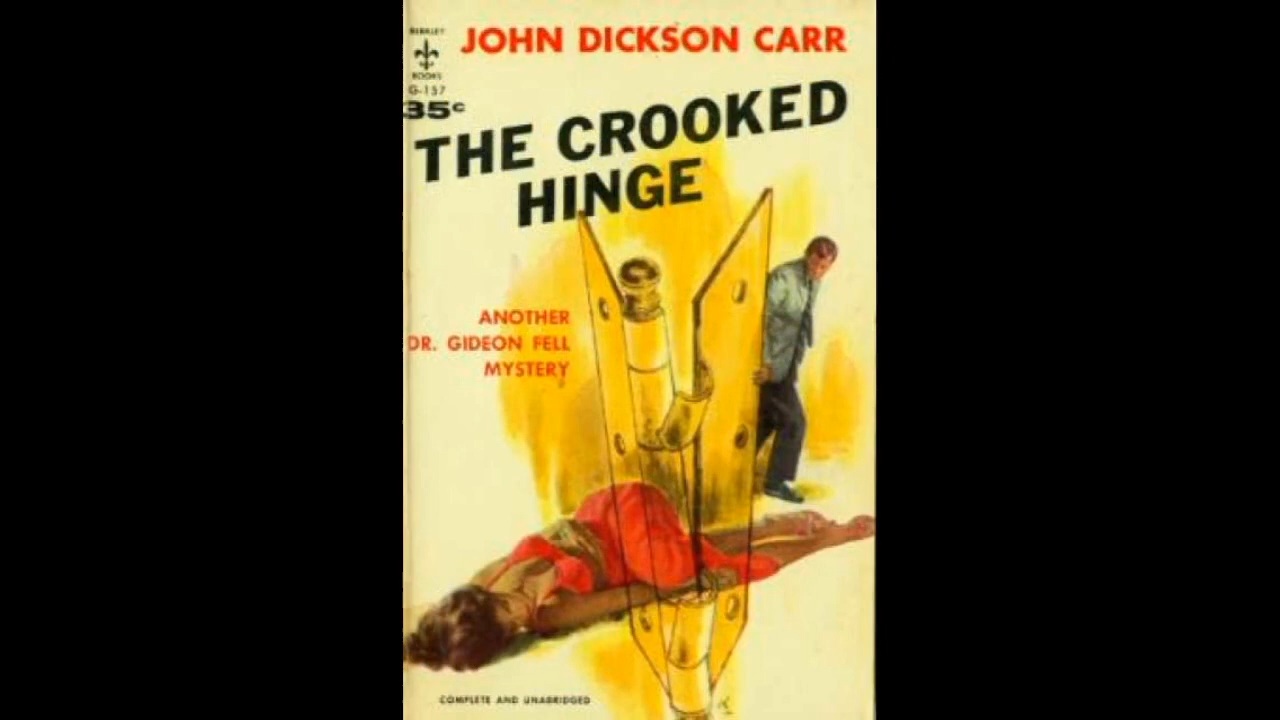 BERKLEY
BOOKS
G-157
35c
JOHN DICKSON CARR
THE CROOKED
HINGE
ANOTHER
DR. GIDEON FELL
MYSTERY
COMPLETE AND UNABRIDGED